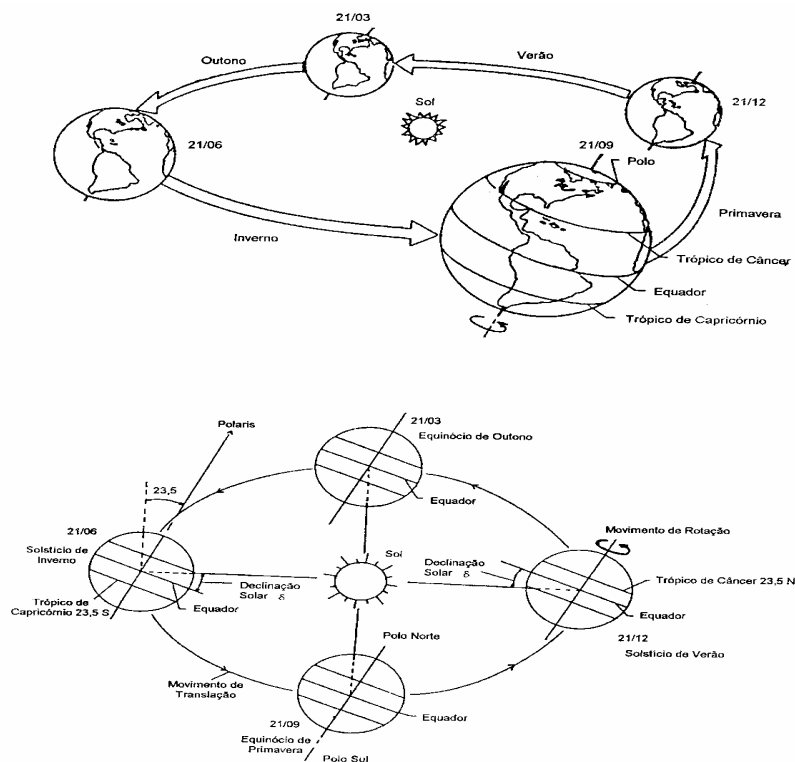 21/03
Outono
Verão
Sol
21/12
21/06
21/09
Polo
Primavera
Inverno
Trópico de Câncer
Equador
Trópico de Capricórnio
21/03
Polaris
Equinócio de Outono
23,5
Equador
21/06
Movimento de Rotação
Solstício de
Inverno
Sol
Declinação
Solar δ
Declinação
Solar δ
Trópico de Câncer 23,5 N
Trópico de
Capricórnio 23,5 S
Equador
Equador
21/12
Solstício de Verão
Polo Norte
Movimento de
Translação
Equador
21/09
Equinócio de
Primavera
Polo Sul